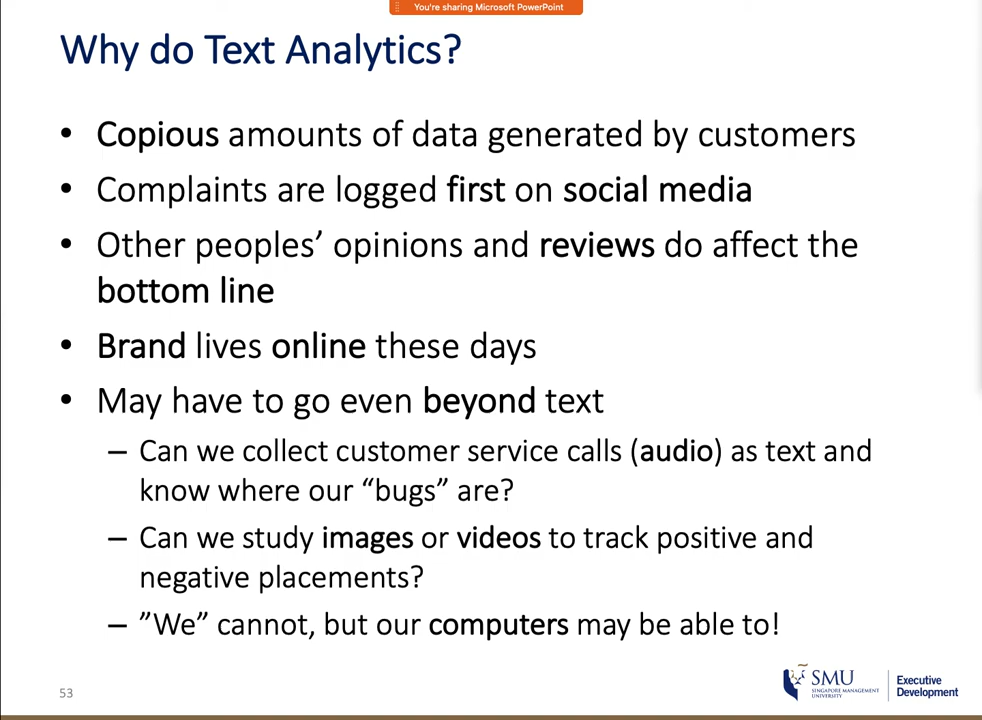 You're sharing Microsoft PowerPoint
Why do Text Analytics?
• Copious amounts of data generated by customers
• Complaints are logged first on social media
• Other peoples’ opinions and reviews do affect the
bottom line
• Brand lives online these days
• May have to go even beyond text
– Can we collect customer service calls (audio) as text and
know where our “bugs” are?
– Can we study images or videos to track positive and
negative placements?
– ”We” cannot, but our computers may be able to!
53
SMU
SINGAPORE MANAGEMENT
UNIVERSITY
Executive
Development